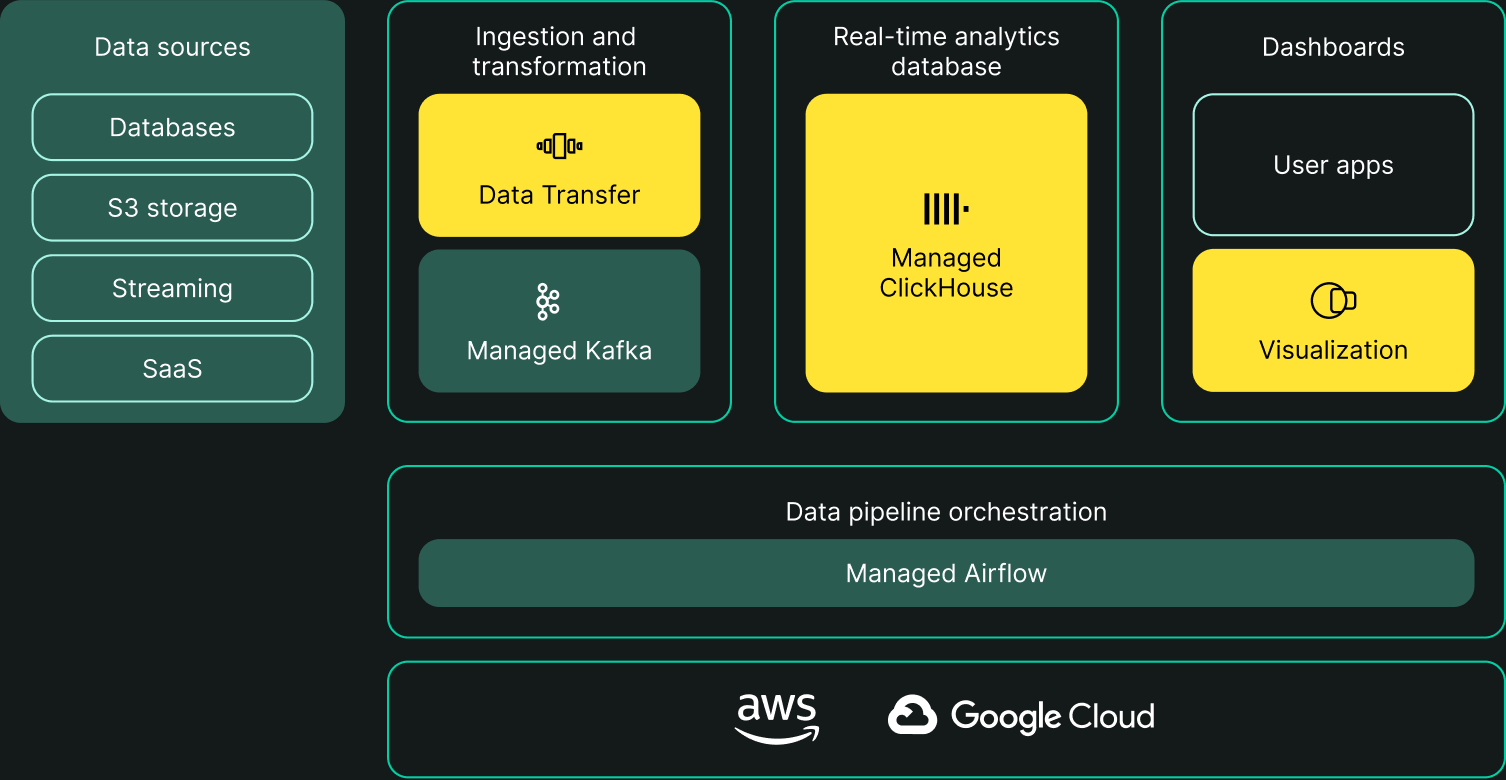 Data sources
Databases
S3 storage
Streaming
SaaS
Ingestion and
transformation
Data Transfer
Managed Kafka
Real-time analytics
database
Managed
ClickHouse
Dashboards
User apps
Visualization
Data pipeline orchestration
Managed Airflow
aws
Google Cloud